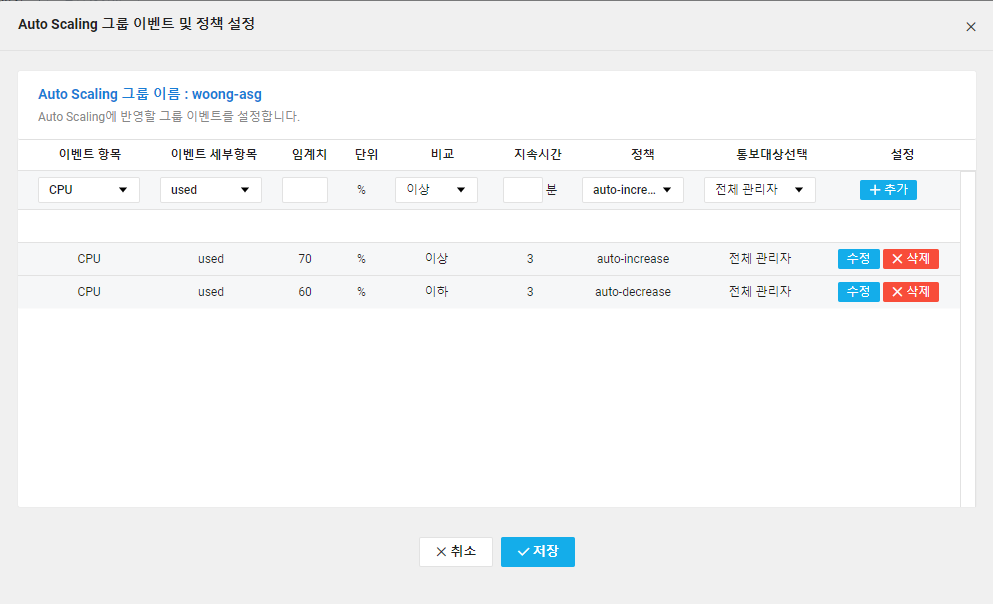 Auto Scaling 그룹 이벤트 및 정책 설정
Auto Scaling 그룹 이름 : woong-asg
Auto Scaling에 반영할 그룹 이벤트를 설정합니다.
이벤트 항목 이벤트 세부항목 임계치 단위 비교 지속시간 정책 통보대상선택 설정
CPU used % 이상 분 auto-incre... 전체 관리자 추가
CPU used 70 % 이상 3 auto-increase 전체 관리자 수정 삭제
CPU used 60 % 이하 3 auto-decrease 전체 관리자 수정 삭제
취소 저장